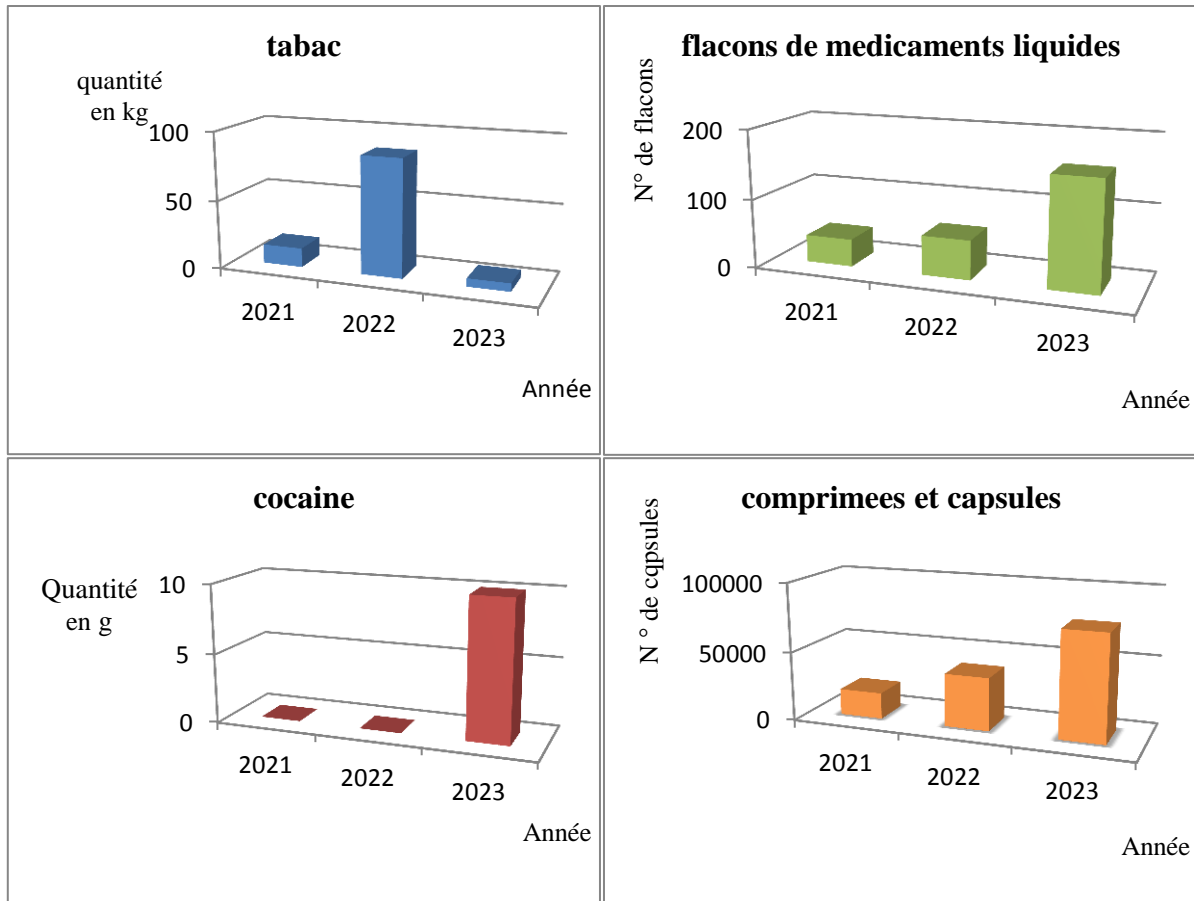 tabac
quantité
en kg
100
50
0
2021
2022
2023
Année
flacons de medicaments liquides
N° de flacons
200
100
0
2021
2022
2023
Année
cocaine
Quantité
en g
10
5
0
2021
2022
2023
Année
comprimees et capsules
N ° de cqpsules
100000
50000
0
2021
2022
2023
Année